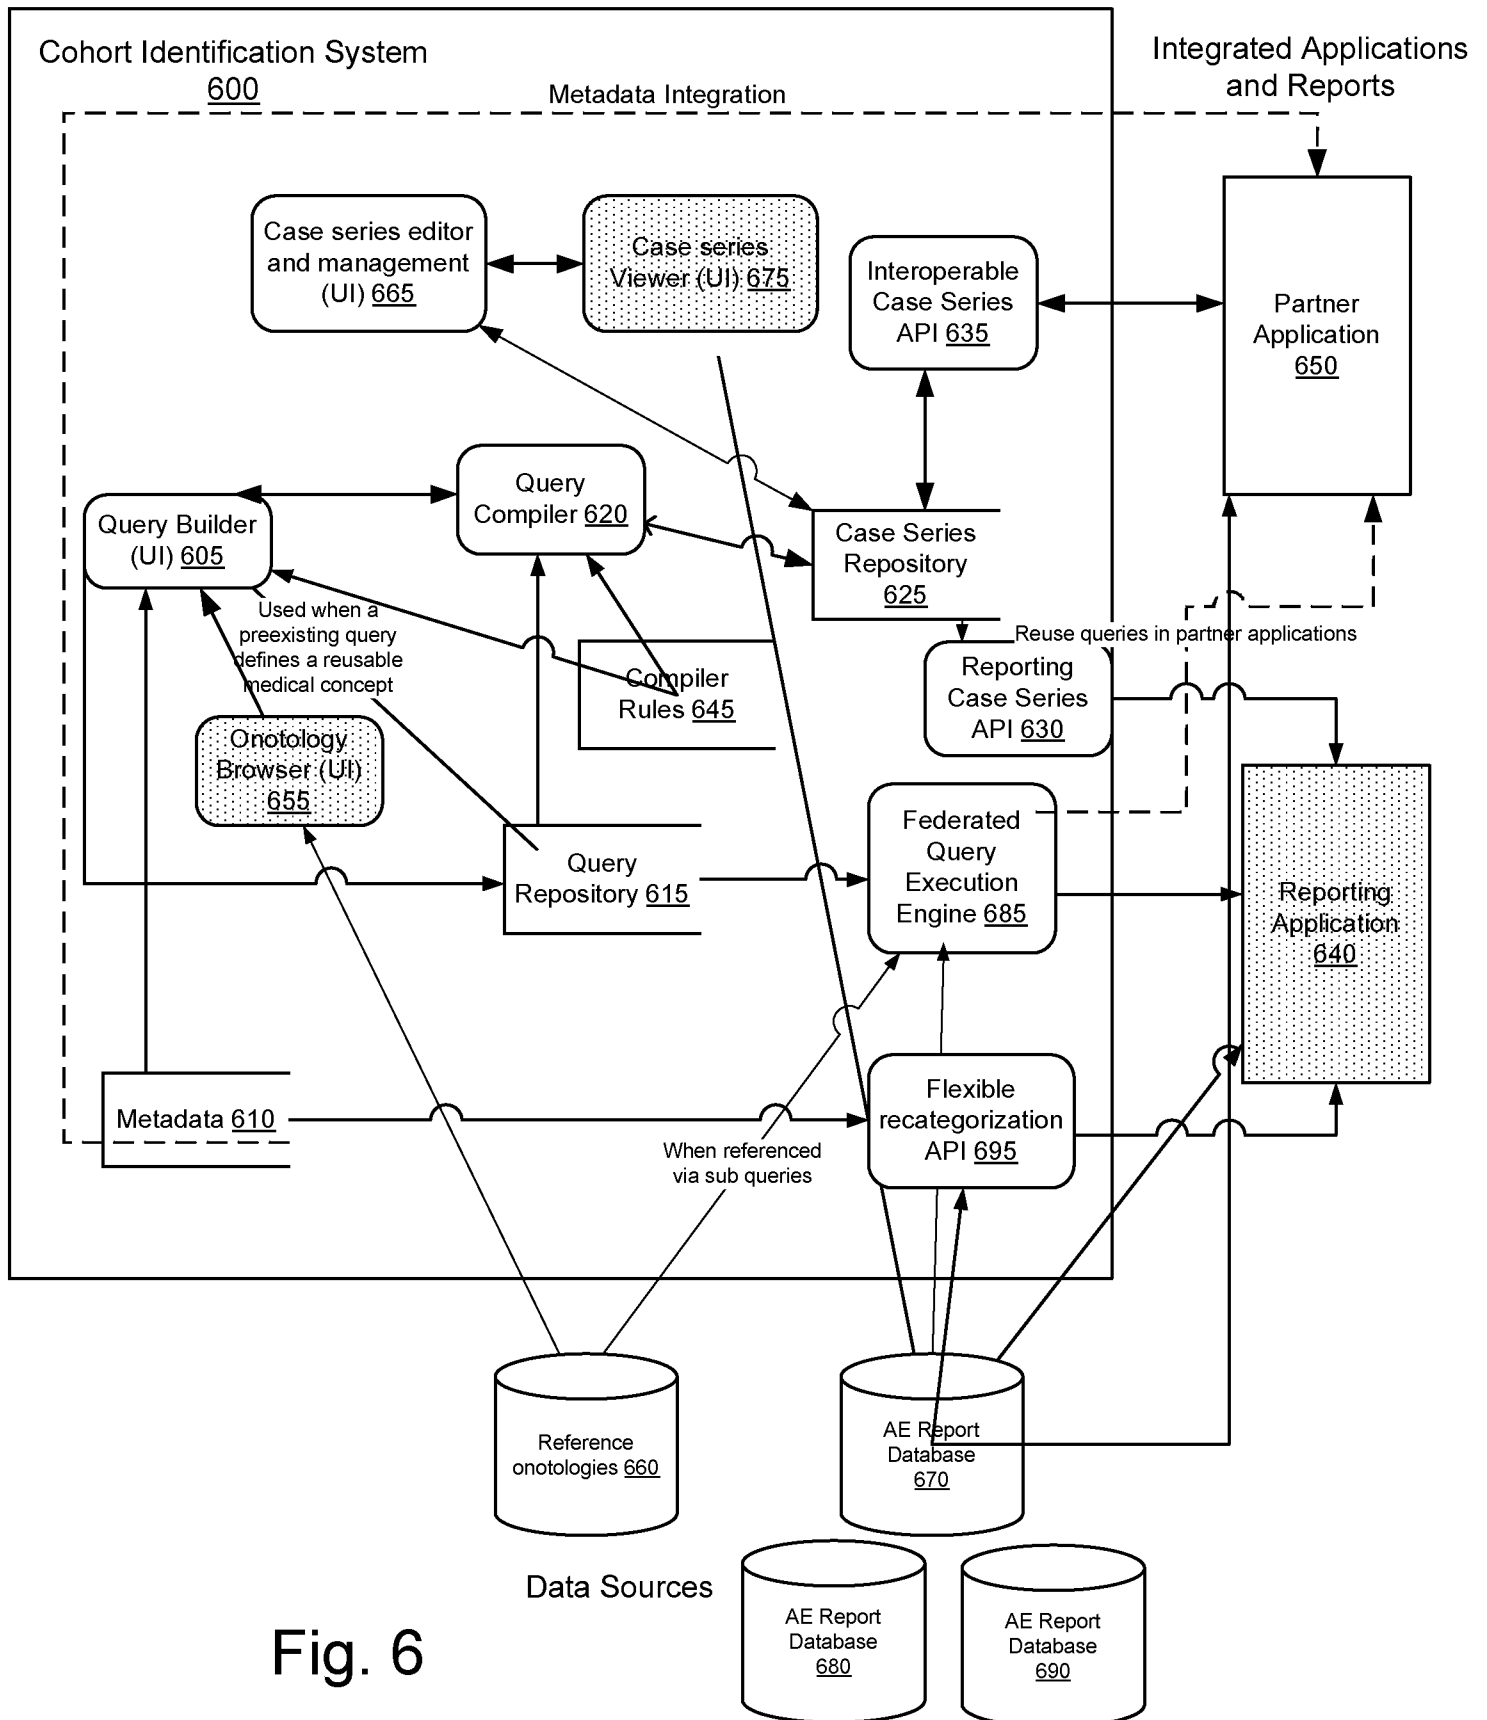 Cohort Identification System
600
Integrated Applications
and Reports
Metadata Integration
Case series editor
and management
(UI) 665
Case series
Viewer (UI) 675
Interoperable
Case Series
API 635
Partner
Application
650
Query
Compiler 620
Query Builder
(UI) 605
Case Series
Repository
625
Used when a
preexisting query
defines a reusable
medical concept
Reuse queries in partner applications
Compiler
Rules 645
Reporting
Case Series
API 630
Onotology
Browser (UI)
655
Query
Repository 615
Federated
Query
Execution
Engine 685
Reporting
Application
640
Metadata 610
Flexible
recategorization
API 695
When referenced
via sub queries
Reference
onotologies 660
AE Report
Database
670
Data Sources
AE Report
Database
680
AE Report
Database
690
Fig. 6